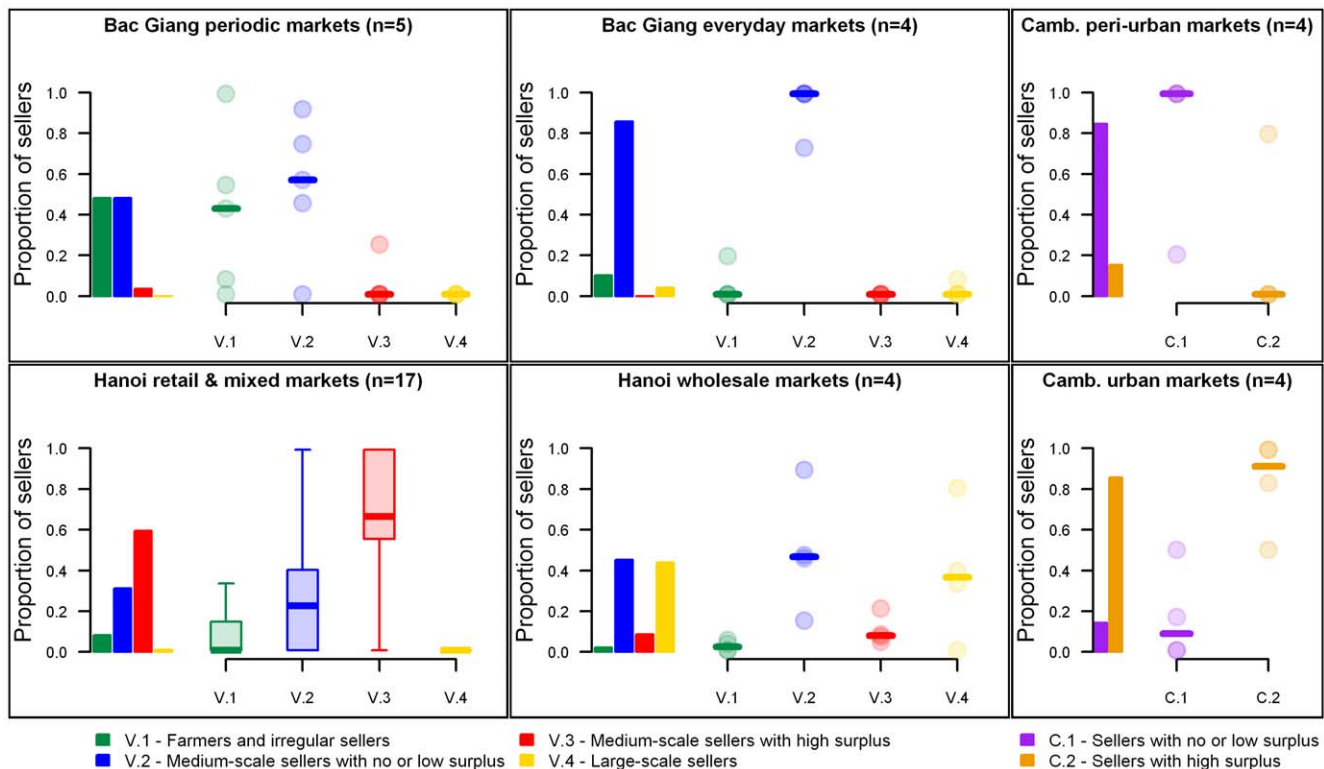 Bac Giang periodic markets (n=5)
Proportion of sellers
1.0
0.8
0.6
0.4
0.2
0.0
V.1 V.2 V.3 V.4
Bac Giang everyday markets (n=4)
Proportion of sellers
1.0
0.8
0.6
0.4
0.2
0.0
V.1 V.2 V.3 V.4
Camb. peri-urban markets (n=4)
Proportion of sellers
1.0
0.8
0.6
0.4
0.2
0.0
C.1 C.2
Hanoi retail & mixed markets (n=17)
Proportion of sellers
1.0
0.8
0.6
0.4
0.2
0.0
V.1 V.2 V.3 V.4
Hanoi wholesale markets (n=4)
Proportion of sellers
1.0
0.8
0.6
0.4
0.2
0.0
V.1 V.2 V.3 V.4
Camb. urban markets (n=4)
Proportion of sellers
1.0
0.8
0.6
0.4
0.2
0.0
C.1 C.2
V.1 - Farmers and irregular sellers
V.2 - Medium-scale sellers with no or low surplus
V.3 - Medium-scale sellers with high surplus
V.4 - Large-scale sellers
C.1 - Sellers with no or low surplus
C.2 - Sellers with high surplus